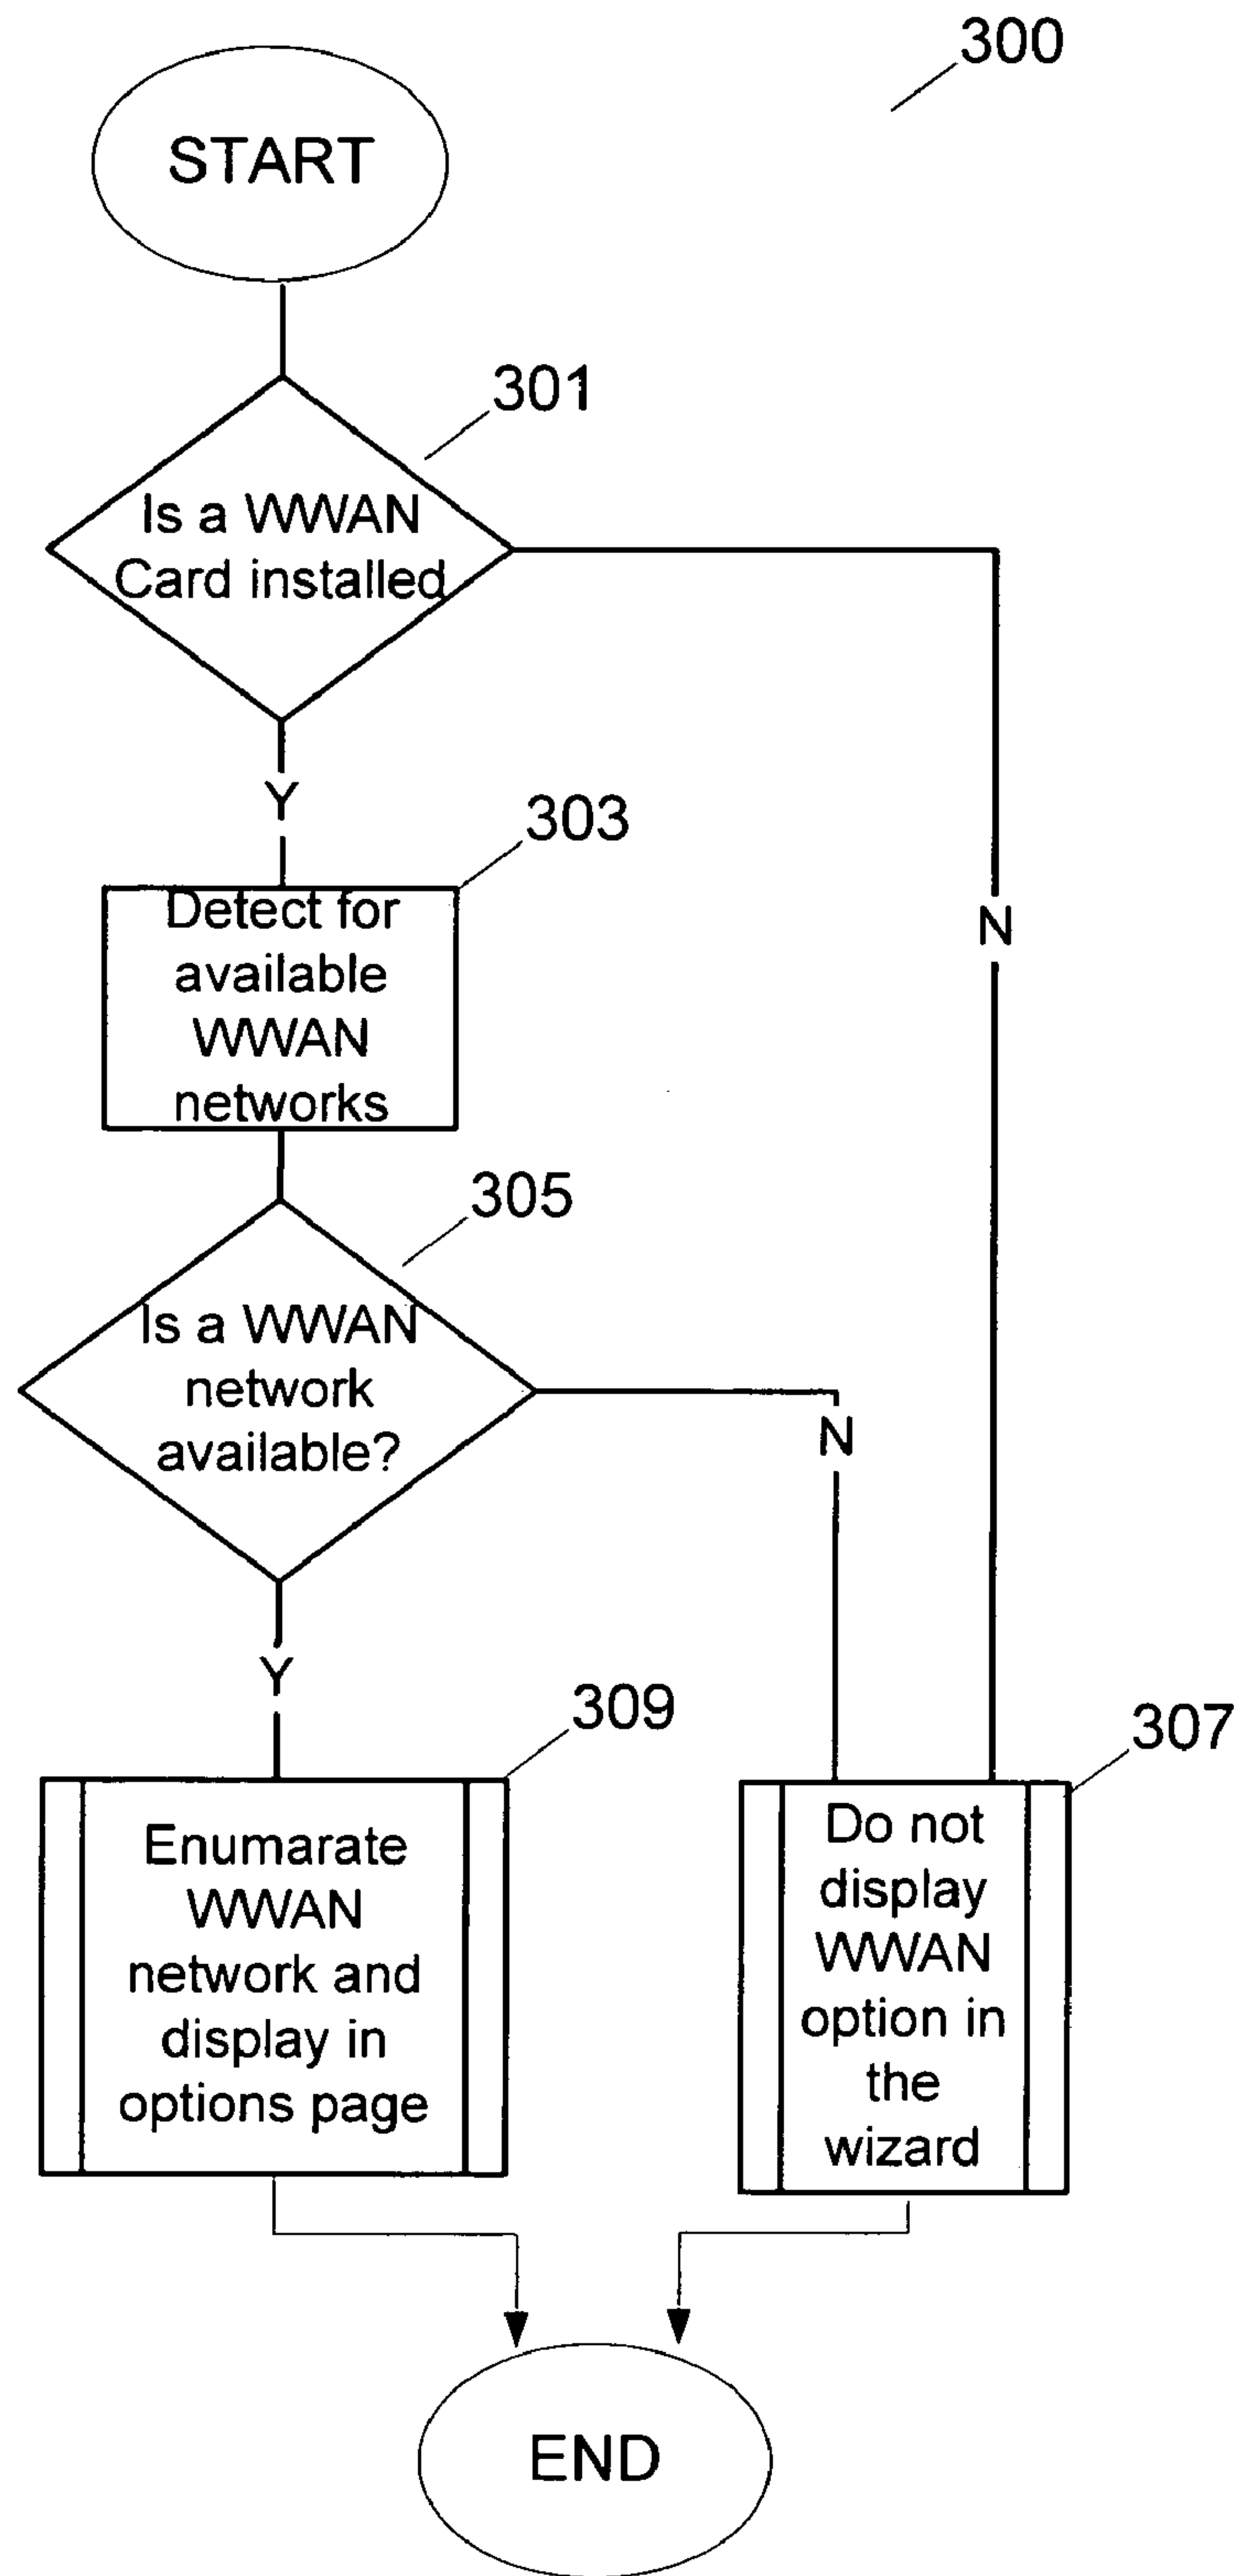 300
START
301
Is a WWAN
Card installed
Y
303
Detect for
available
WWAN
networks
N
305
Is a WWAN
network
available?
N
Y
309
307
Enumarate
WWAN
network and
display in
options page
Do not
display
WWAN
option in
the
wizard
END